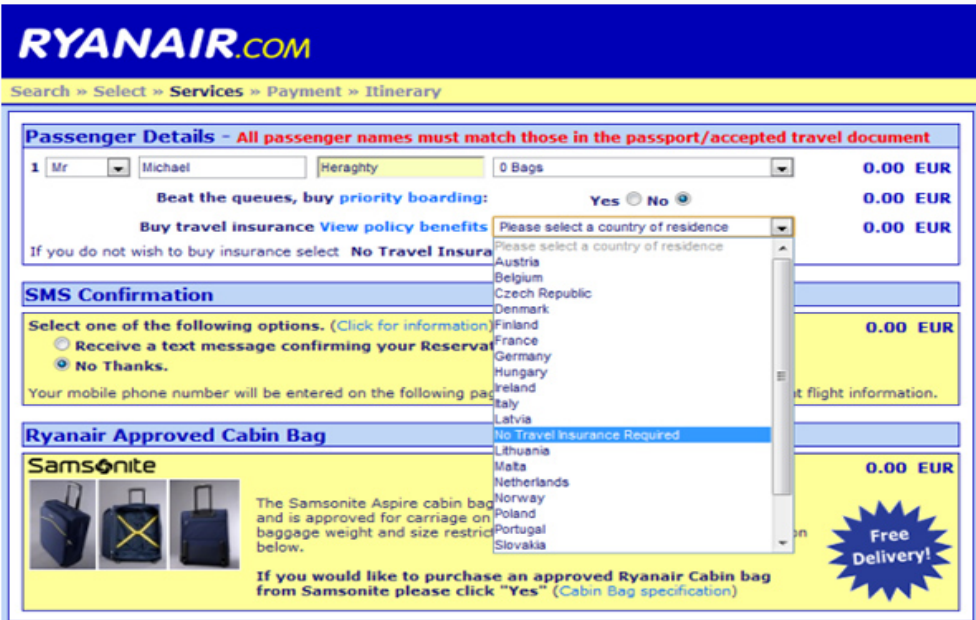 RYANAIR.COM
Search » Select » Services » Payment » Itinerary
Passenger Details - All passenger names must match those in the passport/accepted travel document
1 Mr Michael Heraghty 0 Bags 0.00 EUR
Beat the queues, buy priority boarding: Yes No 0.00 EUR
Buy travel insurance View policy benefits Please select a country of residence 0.00 EUR
If you do not wish to buy insurance select No Travel Insura
Please select a country of residence
Austria
Belgium
Czech Republic
Denmark
Finland
France
Germany
Hungary
Ireland
Italy
Latvia
No Travel Insurance Required
Lithuania
Malta
Netherlands
Norway
Poland
Portugal
Slovakia
SMS Confirmation
Select one of the following options. (Click for information) 0.00 EUR
Receive a text message confirming your Reservat
No Thanks.
Your mobile phone number will be entered on the following pag t flight information.
Ryanair Approved Cabin Bag
Samsonite 0.00 EUR
The Samsonite Aspire cabin bag
and is approved for carriage on
baggage weight and size restrict on
below.
Free
Delivery!
If you would like to purchase an approved Ryanair Cabin bag
from Samsonite please click "Yes" (Cabin Bag specification)